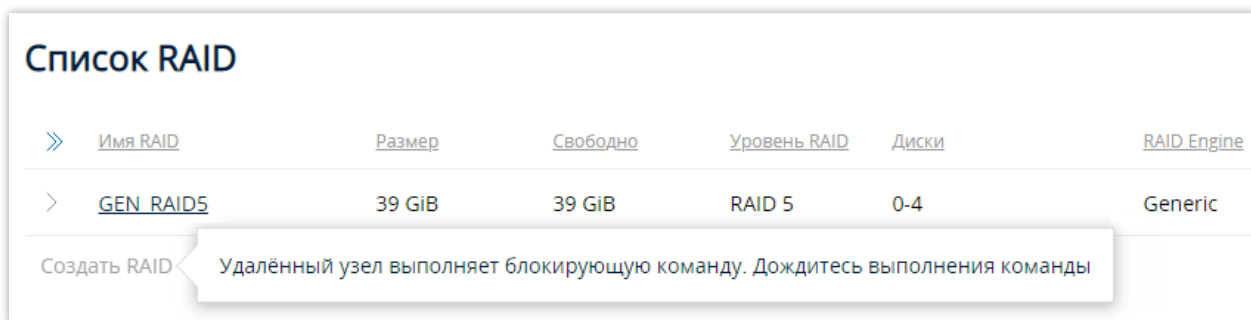 Список RAID
Имя RAID Размер Свободно Уровень RAID Диски RAID Engine
GEN_RAID5 39 GiB 39 GiB RAID 5 0-4 Generic
Создать RAID Удалённый узел выполняет блокирующую команду. Дождитесь выполнения команды